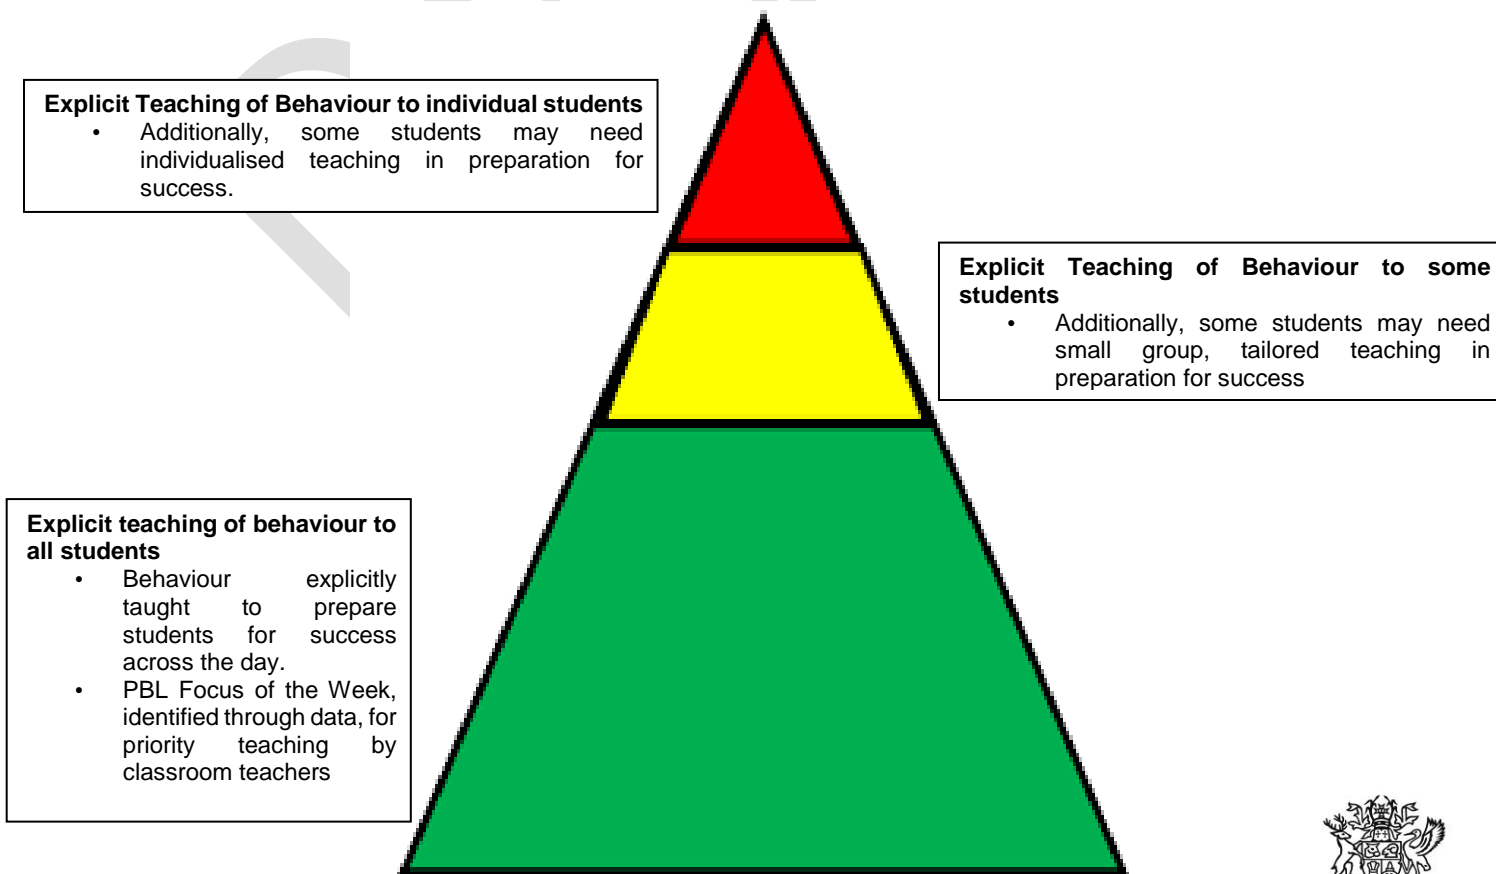 Explicit Teaching of Behaviour to individual students
• Additionally, some students may need
individualised teaching in preparation for
success.
Explicit Teaching of Behaviour to some
students
• Additionally, some students may need
small group, tailored teaching in
preparation for success
Explicit teaching of behaviour to
all students
• Behaviour explicitly
taught to prepare
students for success
across the day.
• PBL Focus of the Week,
identified through data, for
priority teaching by
classroom teachers